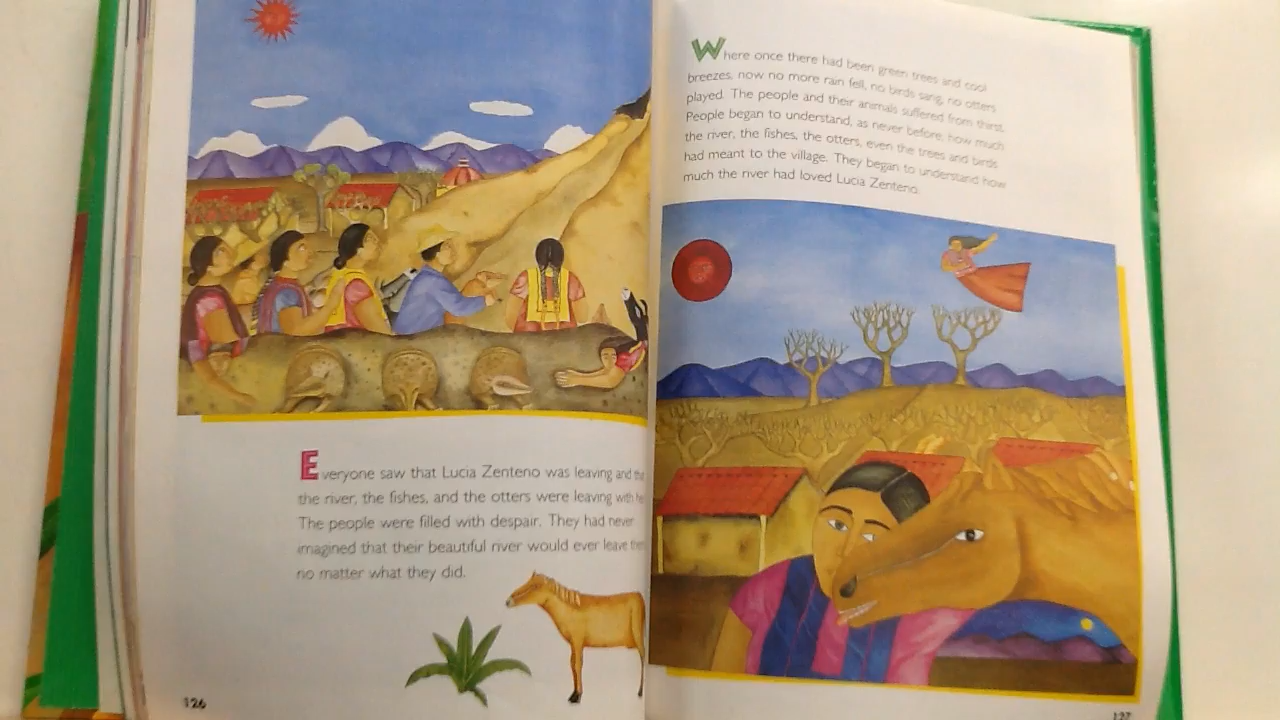 Everyone saw that Lucia Zenteno was leaving and
the river, the fishes, and the otters were leaving with
The people were filled with despair. They had never
imagined that their beautiful river would ever leave
no matter what they did.
126
Where once there had been green trees and cool
breezes, now no more rain fell, no birds sang, no otters
played. The people and their animals suffered from thirst.
People began to understand, as never before, how much
the river, the fishes, the otters, even the trees and birds
had meant to the village. They began to understand how
much the river had loved Lucia Zenteno.
127